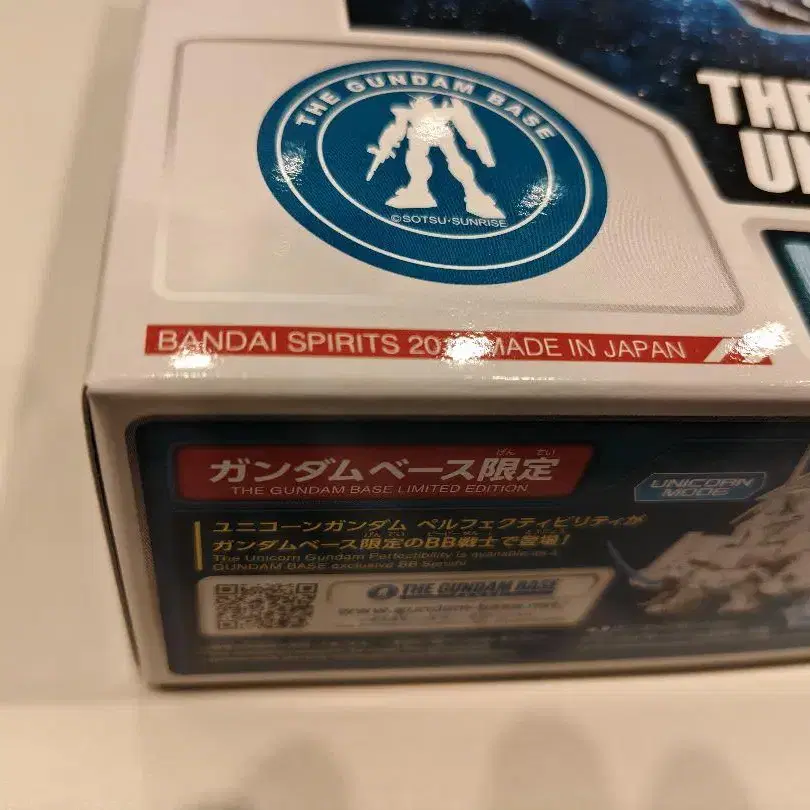 THE GUNDAM BASE
©SOTSU·SUNRISE
BANDAI SPIRITS MADE IN JAPAN
ガンダムベース限定
THE GUNDAM BASE LIMITED EDITION
UNICORN
MODE
ユニコーンガンダム ペルフェクティビリティが
ガンダムベース限定のBB戦士で登場!
The Unicorn Gundam Perfectibility is available as a
GUNDAM BASE exclusive BB Senshi
THE GUNDAM BASE